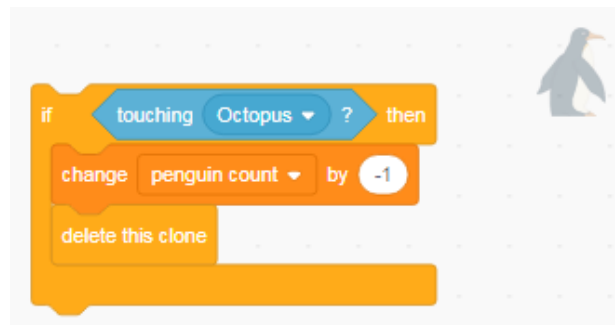 if touching Octopus ? then
change penguin count by -1
delete this clone